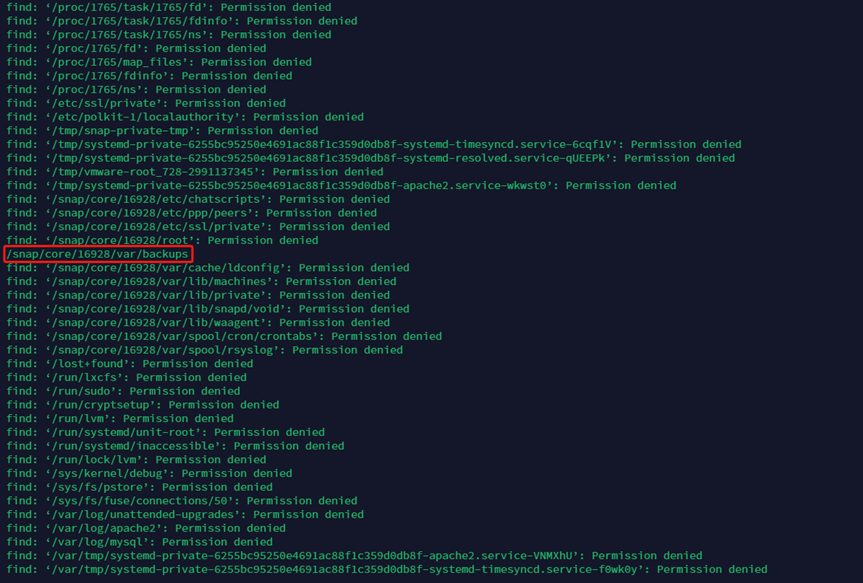 find: ‘/proc/1765/task/1765/fd’: Permission denied
find: ‘/proc/1765/task/1765/fdinfo’: Permission denied
find: ‘/proc/1765/task/1765/ns’: Permission denied
find: ‘/proc/1765/fd’: Permission denied
find: ‘/proc/1765/map_files’: Permission denied
find: ‘/proc/1765/fdinfo’: Permission denied
find: ‘/proc/1765/ns’: Permission denied
find: ‘/etc/ssl/private’: Permission denied
find: ‘/etc/polkit-1/localauthority’: Permission denied
find: ‘/tmp/snap-private-tmp’: Permission denied
find: ‘/tmp/systemd-private-6255bc95250e4691ac88f1c359d0db8f-systemd-timesyncd.service-6cqf1V’: Permission denied
find: ‘/tmp/systemd-private-6255bc95250e4691ac88f1c359d0db8f-systemd-resolved.service-qUEEPk’: Permission denied
find: ‘/tmp/vmware-root_728-2991137345’: Permission denied
find: ‘/tmp/systemd-private-6255bc95250e4691ac88f1c359d0db8f-apache2.service-wkwst0’: Permission denied
find: ‘/snap/core/16928/etc/chatscripts’: Permission denied
find: ‘/snap/core/16928/etc/ppp/peers’: Permission denied
find: ‘/snap/core/16928/etc/ssl/private’: Permission denied
find: ‘/snap/core/16928/root’: Permission denied
/snap/core/16928/var/backups
find: ‘/snap/core/16928/var/cache/ldconfig’: Permission denied
find: ‘/snap/core/16928/var/lib/machines’: Permission denied
find: ‘/snap/core/16928/var/lib/private’: Permission denied
find: ‘/snap/core/16928/var/lib/snapd/void’: Permission denied
find: ‘/snap/core/16928/var/lib/waagent’: Permission denied
find: ‘/snap/core/16928/var/spool/cron/crontabs’: Permission denied
find: ‘/snap/core/16928/var/spool/rsyslog’: Permission denied
find: ‘/lost+found’: Permission denied
find: ‘/run/lxcfs’: Permission denied
find: ‘/run/sudo’: Permission denied
find: ‘/run/cryptsetup’: Permission denied
find: ‘/run/lvm’: Permission denied
find: ‘/run/systemd/unit-root’: Permission denied
find: ‘/run/systemd/inaccessible’: Permission denied
find: ‘/run/lock/lvm’: Permission denied
find: ‘/sys/kernel/debug’: Permission denied
find: ‘/sys/fs/pstore’: Permission denied
find: ‘/sys/fs/fuse/connections/50’: Permission denied
find: ‘/var/log/unattended-upgrades’: Permission denied
find: ‘/var/log/apache2’: Permission denied
find: ‘/var/log/mysql’: Permission denied
find: ‘/var/tmp/systemd-private-6255bc95250e4691ac88f1c359d0db8f-apache2.service-VNMXhU’: Permission denied
find: ‘/var/tmp/systemd-private-6255bc95250e4691ac88f1c359d0db8f-systemd-timesyncd.service-f0wk0y’: Permission denied